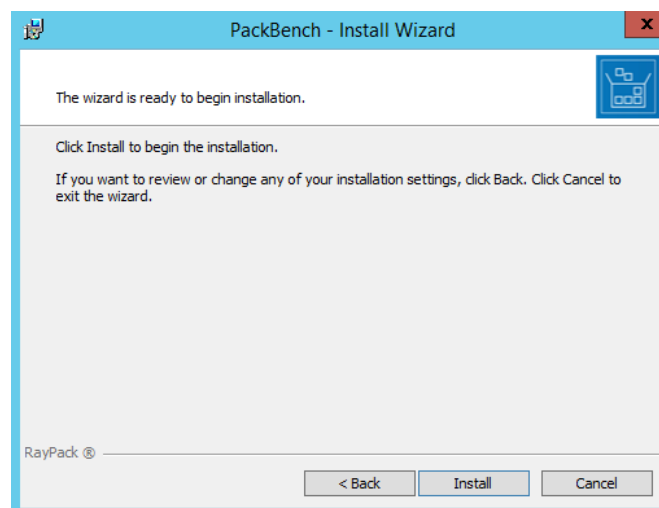 PackBench - Install Wizard
x
The wizard is ready to begin installation.
Click Install to begin the installation.
If you want to review or change any of your installation settings, click Back. Click Cancel to
exit the wizard.
RayPack ®
< Back
Install
Cancel